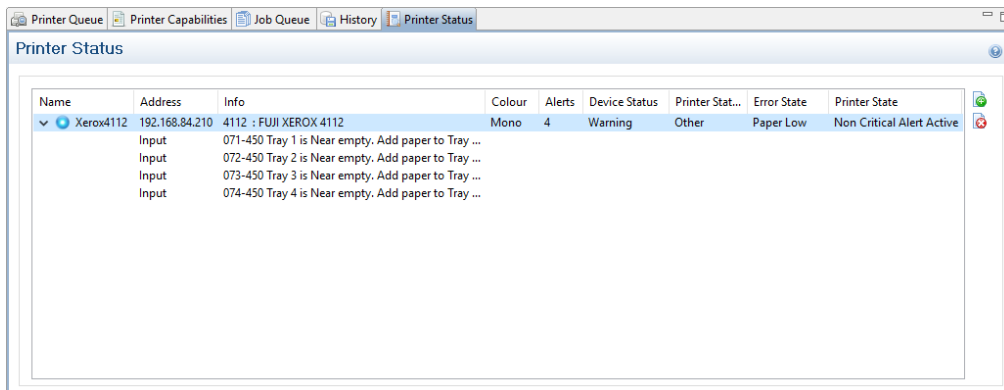 Printer Queue Printer Capabilities Job Queue History Printer Status
Printer Status
Name Address Info Colour Alerts Device Status Printer Stat... Error State Printer State
Xerox4112 192.168.84.210 4112 : FUJI XEROX 4112 Mono 4 Warning Other Paper Low Non Critical Alert Active
Input 071-450 Tray 1 is Near empty. Add paper to Tray ...
Input 072-450 Tray 2 is Near empty. Add paper to Tray ...
Input 073-450 Tray 3 is Near empty. Add paper to Tray ...
Input 074-450 Tray 4 is Near empty. Add paper to Tray ...